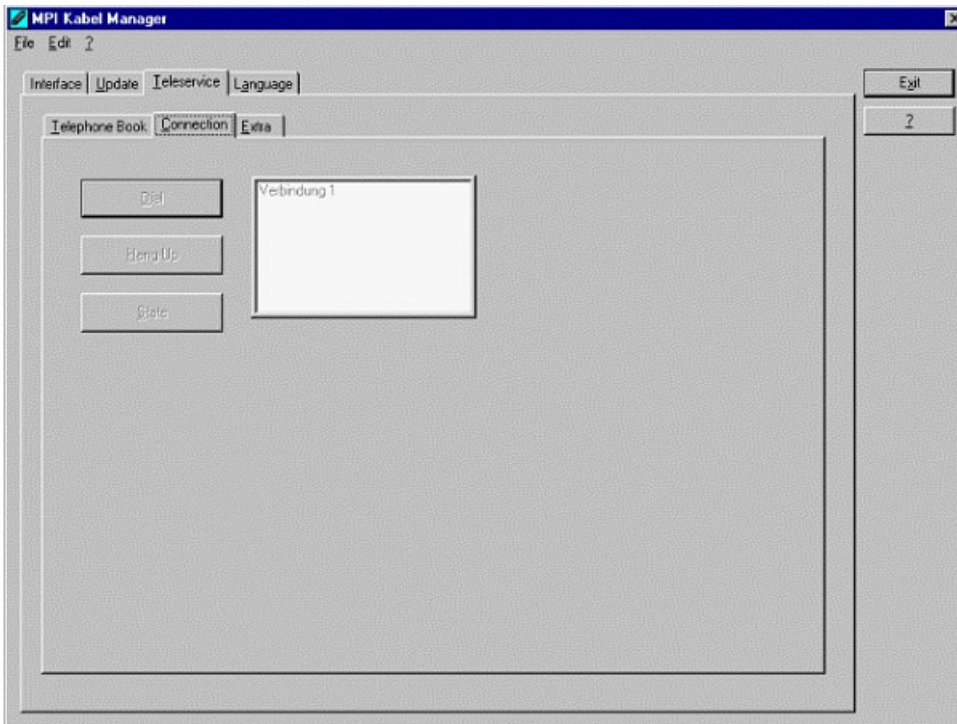 MPI Kabel Manager
File Edit ?
Interface Update Teleservice Language
Exit
?
Telephone Book Connection Extra
Dial
Hang Up
State
Verbindung 1